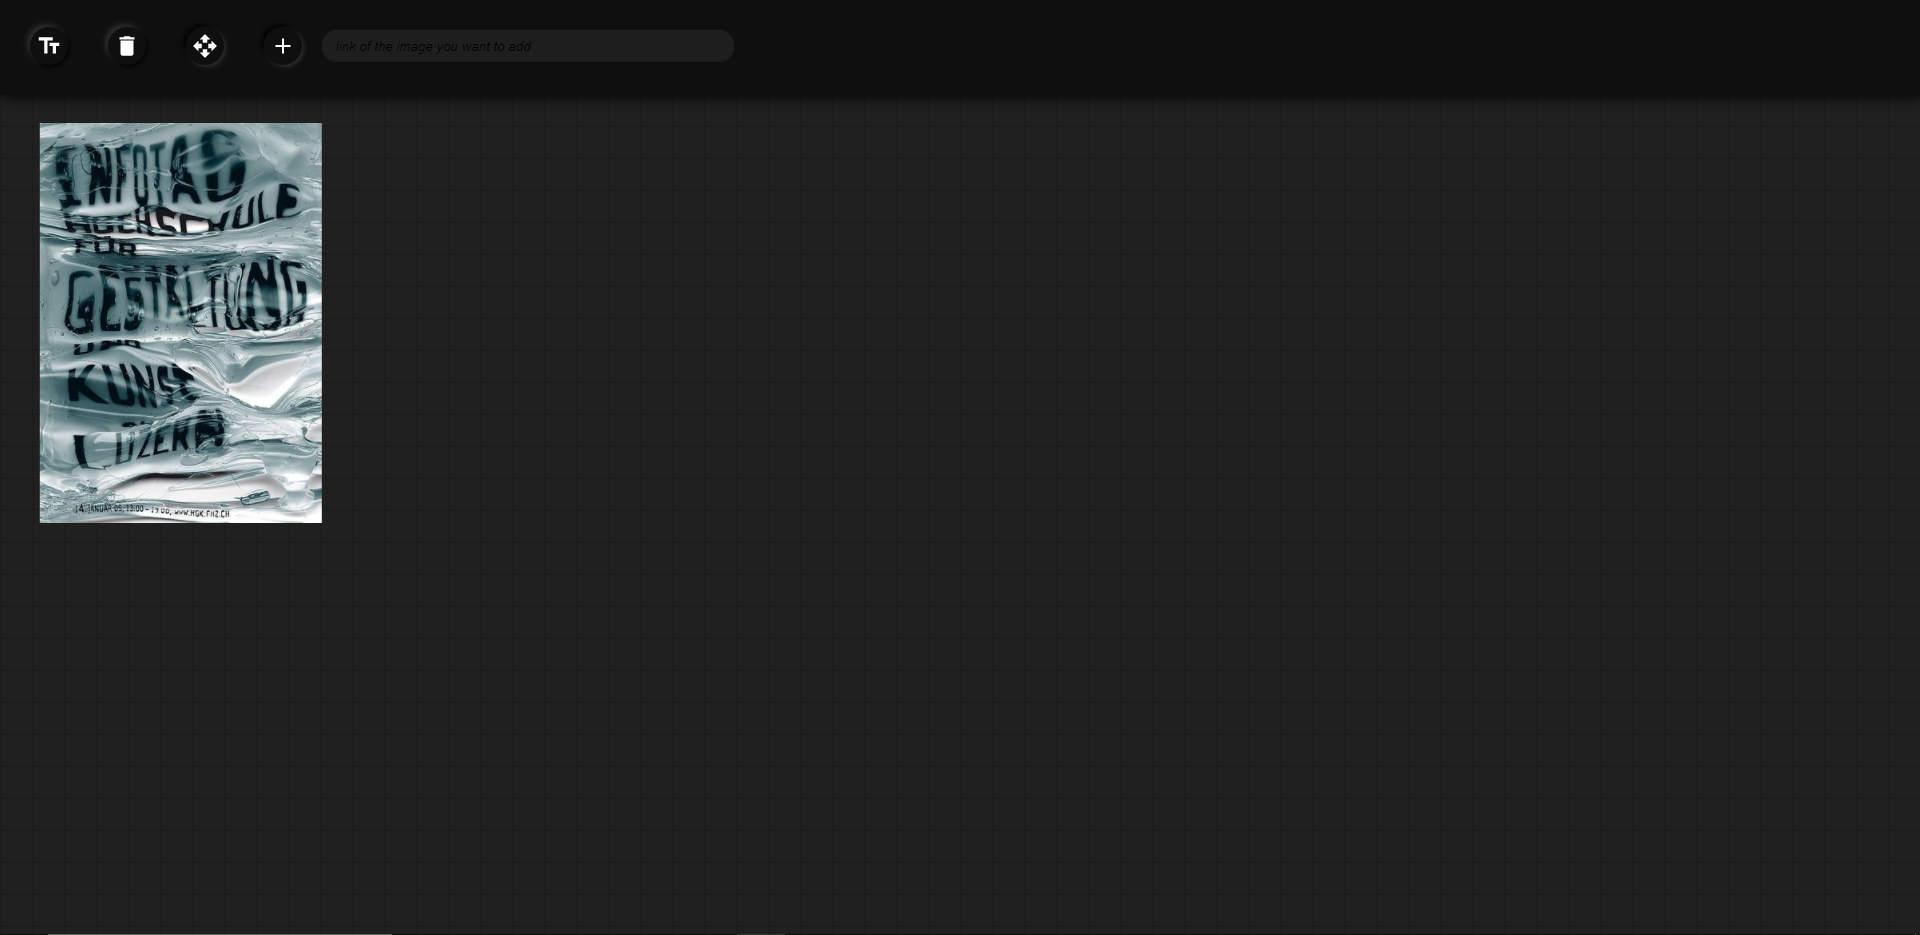 Tт
link of the image you want to add
INFOTAG
HOCHSCHULE
FÜR
GESTALTUNG
UND
KUNST
LUZERN
14. JANUAR 05, 13:00 - 19:00, WWW.HGK.FHZ.CH